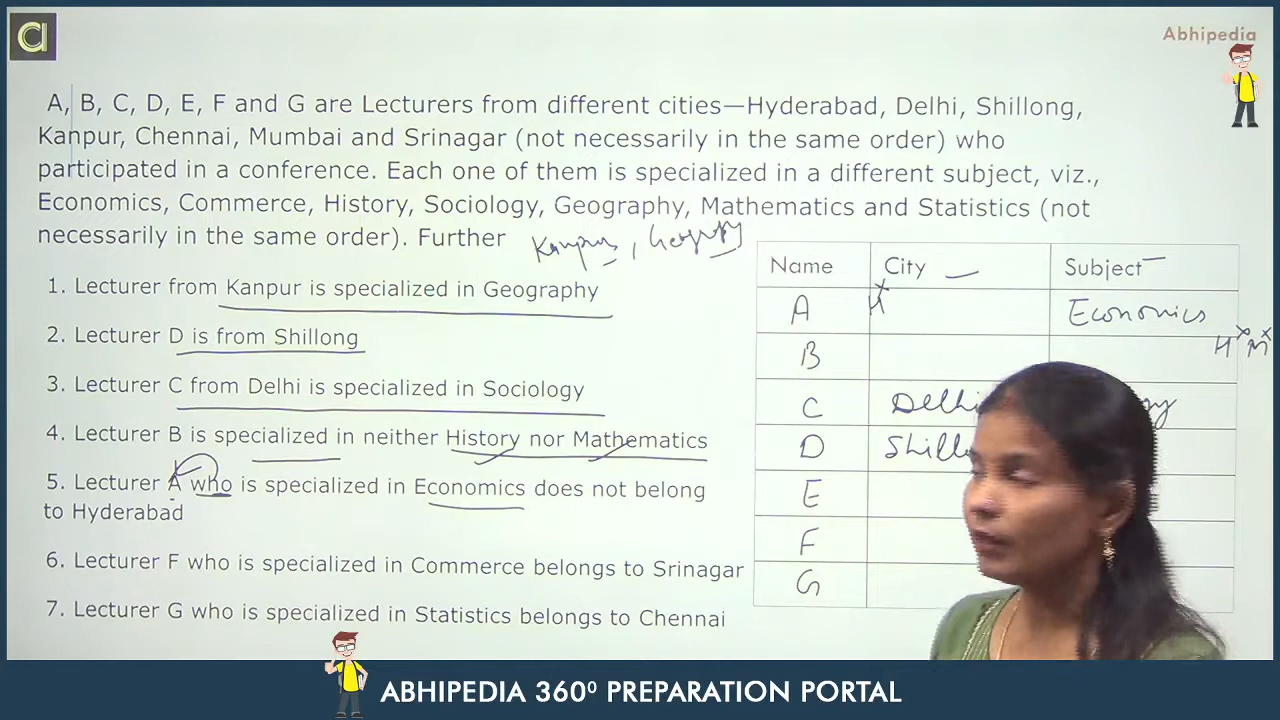 Abhipedia
A, B, C, D, E, F and G are Lecturers from different cities—Hyderabad, Delhi, Shillong,
Kanpur, Chennai, Mumbai and Srinagar (not necessarily in the same order) who
participated in a conference. Each one of them is specialized in a different subject, viz.,
Economics, Commerce, History, Sociology, Geography, Mathematics and Statistics (not
necessarily in the same order). Further
Kanpur, Geography
1. Lecturer from Kanpur is specialized in Geography
2. Lecturer D is from Shillong
3. Lecturer C from Delhi is specialized in Sociology
4. Lecturer B is specialized in neither History nor Mathematics
5. Lecturer A who is specialized in Economics does not belong
to Hyderabad
6. Lecturer F who is specialized in Commerce belongs to Srinagar
7. Lecturer G who is specialized in Statistics belongs to Chennai
Name City Subject
A H Economics
B H M
C Delhi
D
E
F
G
ABHIPEDIA 360⁰ PREPARATION PORTAL